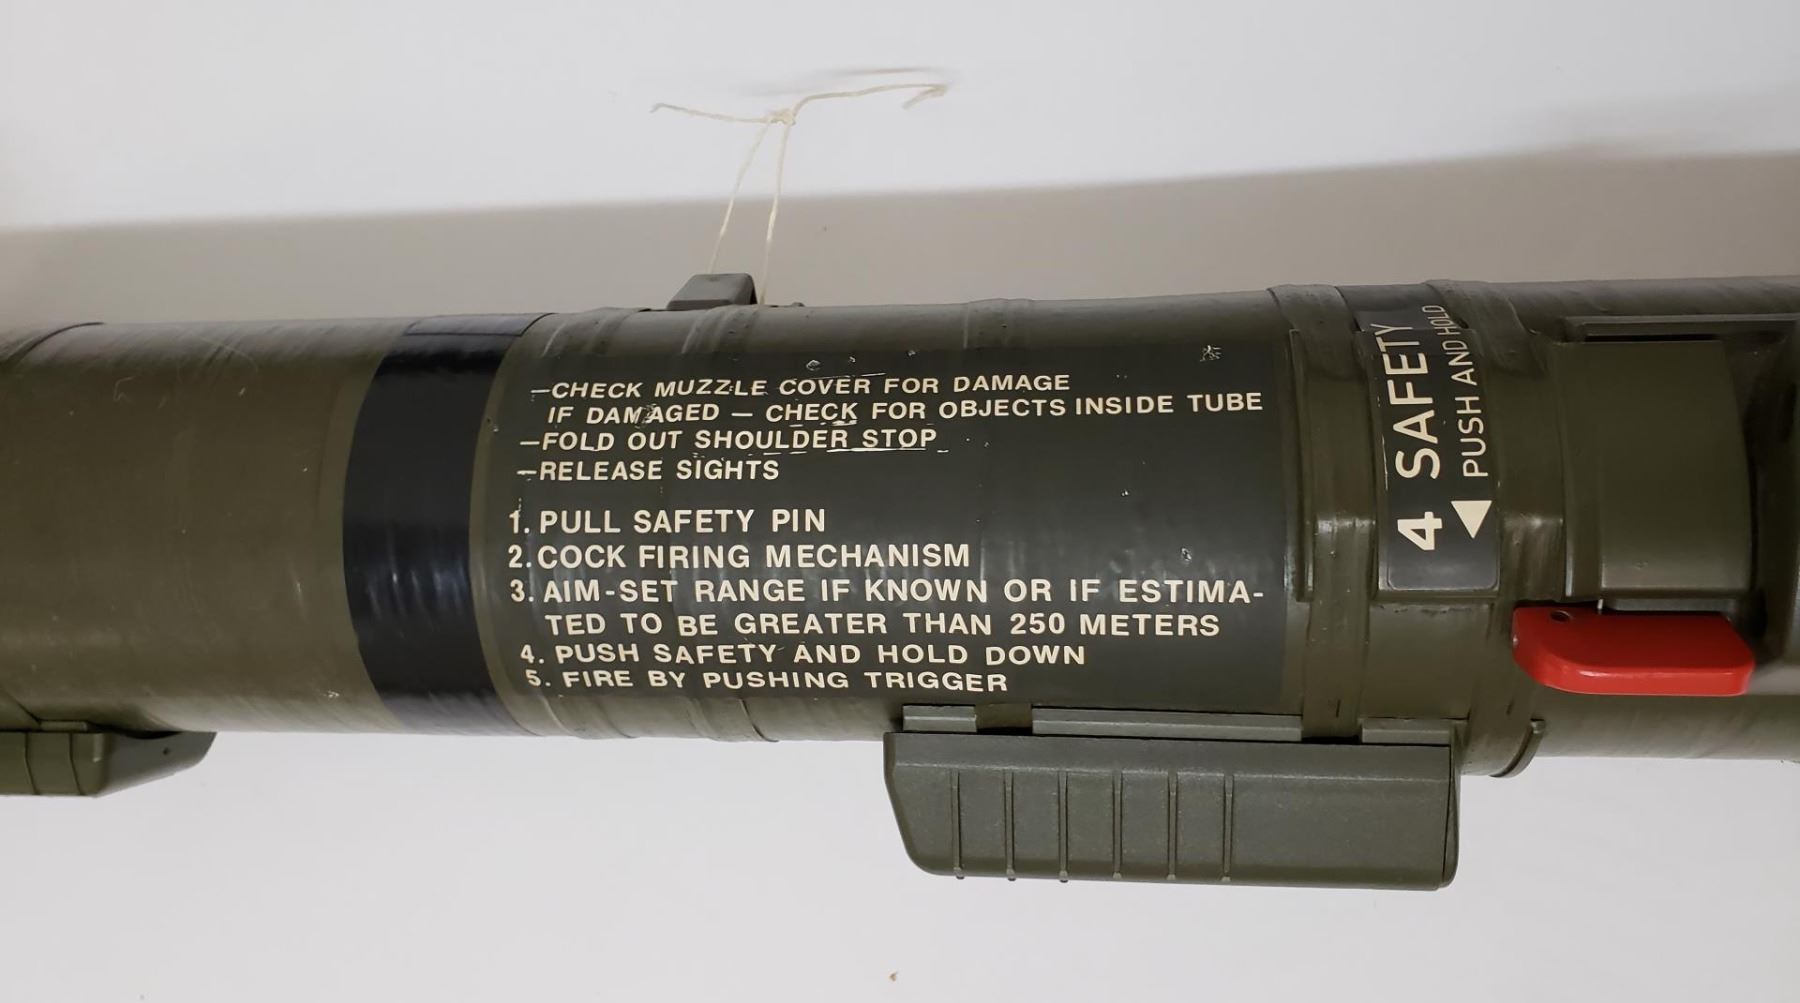 —CHECK MUZZLE COVER FOR DAMAGE
IF DAMAGED — CHECK FOR OBJECTS INSIDE TUBE
—FOLD OUT SHOULDER STOP
—RELEASE SIGHTS
1. PULL SAFETY PIN
2. COCK FIRING MECHANISM
3. AIM-SET RANGE IF KNOWN OR IF ESTIMA-
TED TO BE GREATER THAN 250 METERS
4. PUSH SAFETY AND HOLD DOWN
5. FIRE BY PUSHING TRIGGER
4 SAFETY
◀ PUSH AND HOLD